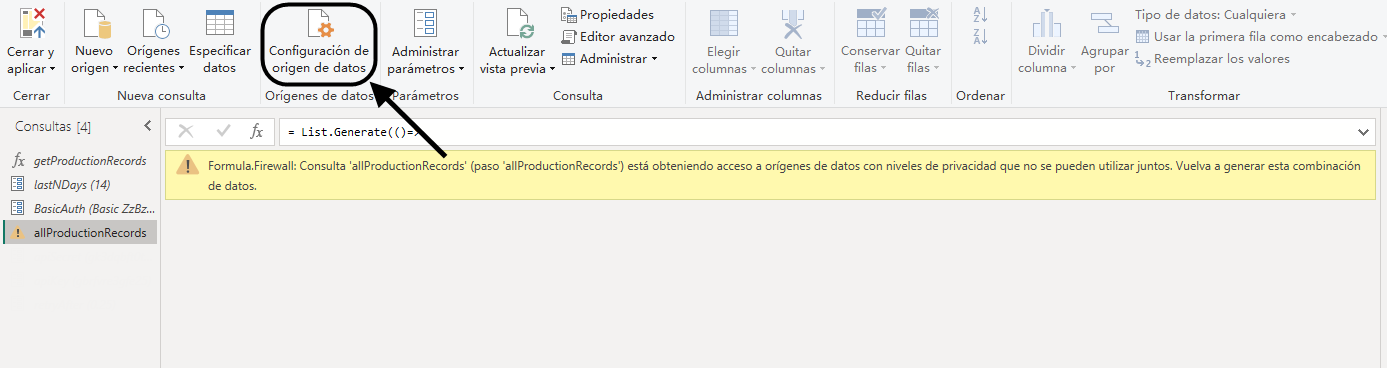 Cerrar y aplicar
Nuevo origen
Orígenes recientes
Especificar datos
Configuración de origen de datos
Administrar parámetros
Actualizar vista previa
Propiedades
Editor avanzado
Administrar
Elegir columnas
Quitar columnas
Conservar filas
Quitar filas
A
Z
Z
A
Dividir columna
Agrupar por
Tipo de datos: Cualquiera
Usar la primera fila como encabezado
1
2
Reemplazar los valores
Cerrar
Nueva consulta
Orígenes de datos
Parámetros
Consulta
Administrar columnas
Reducir filas
Ordenar
Transformar
Consultas [4]
fx
= List.Generate(()=>
fx getProductionRecords
lastNDays (14)
BasicAuth (Basic ZzBz...
allProductionRecords
Formula.Firewall: Consulta 'allProductionRecords' (paso 'allProductionRecords') está obteniendo acceso a orígenes de datos con niveles de privacidad que no se pueden utilizar juntos. Vuelva a generar esta combinación
de datos.